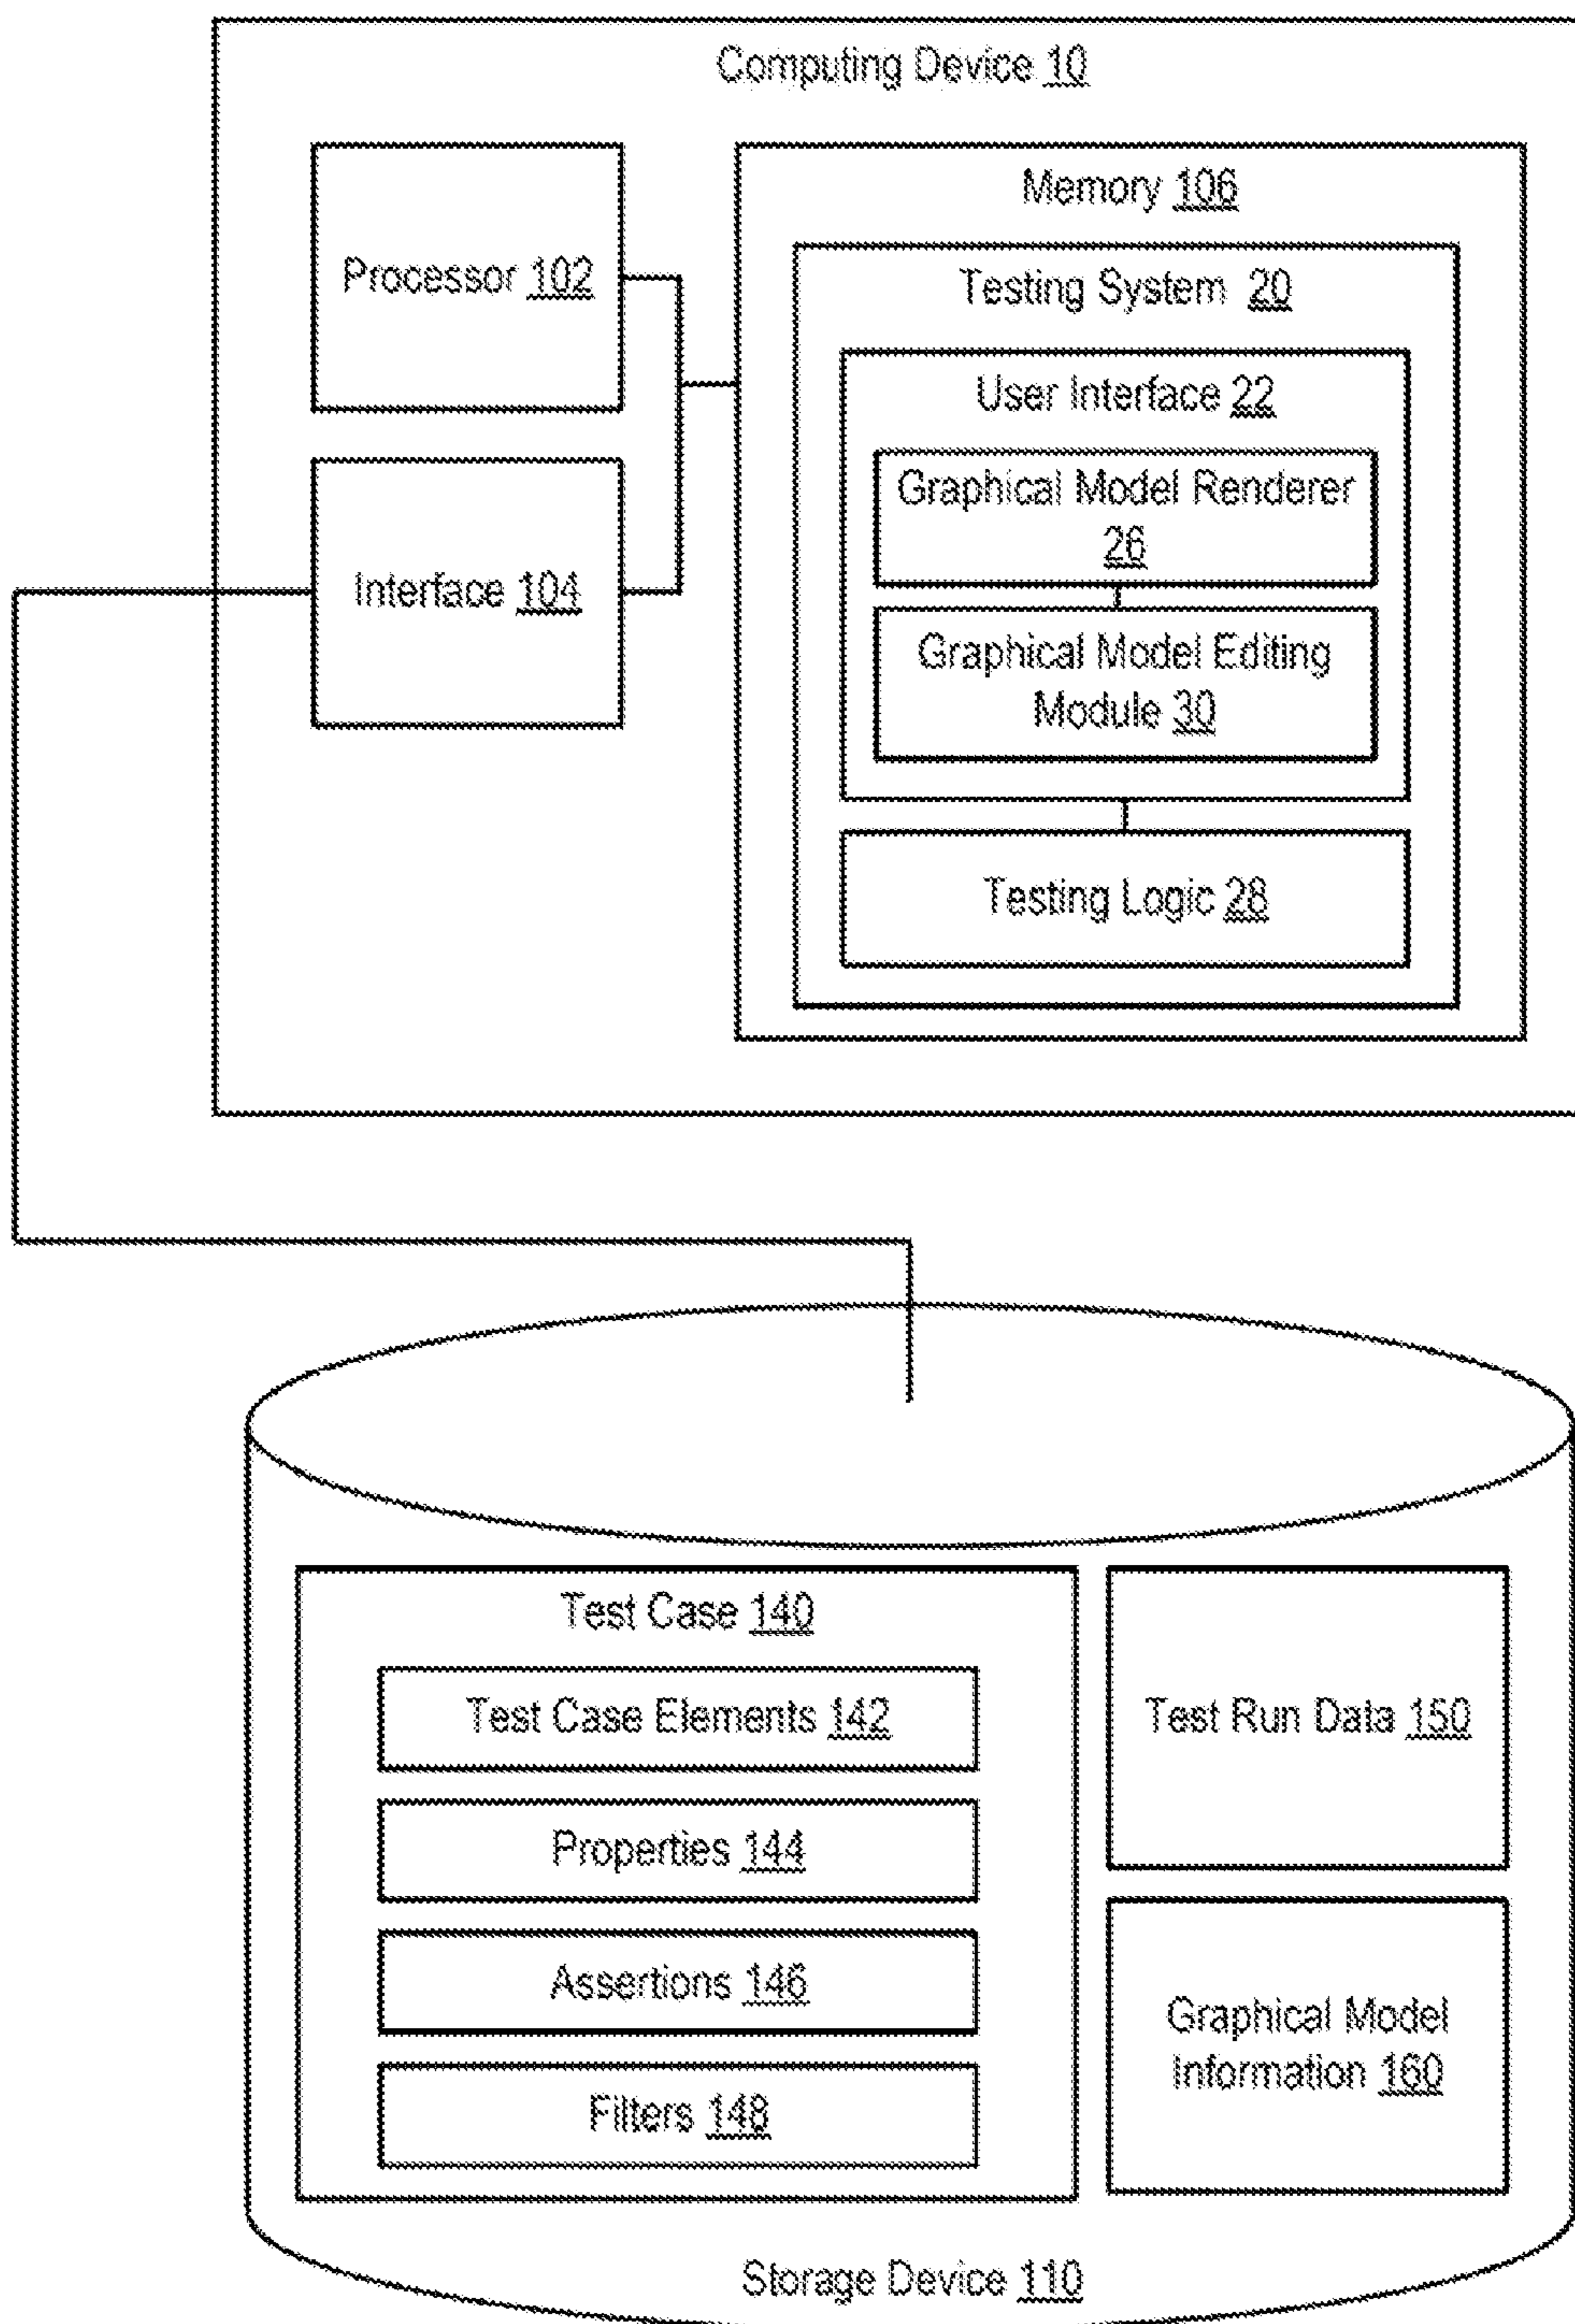 Computing Device 10
Processor 102
Interface 104
Memory 106
Testing System 20
User Interface 22
Graphical Model Renderer
26
Graphical Model Editing
Module 30
Testing Logic 28
Test Case 140
Test Case Elements 142
Properties 144
Assertions 146
Filters 148
Test Run Data 150
Graphical Model
Information 160
Storage Device 110